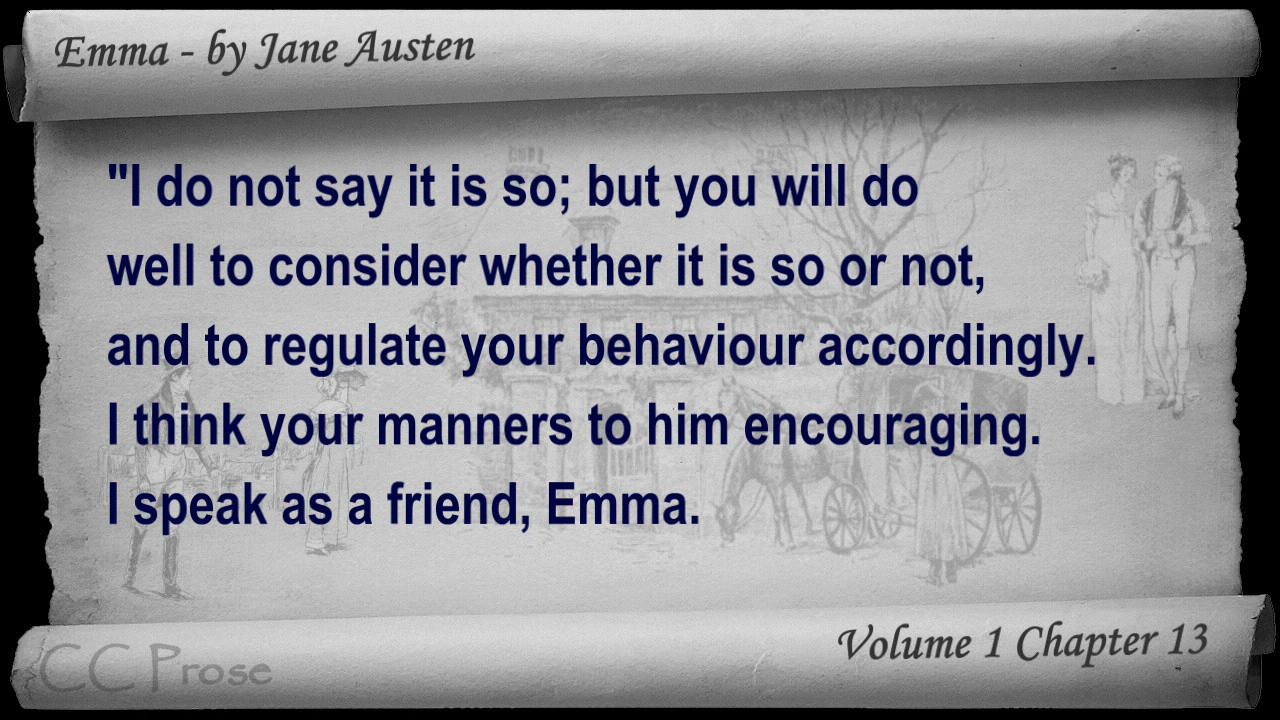 Emma - by Jane Austen
"I do not say it is so; but you will do
well to consider whether it is so or not,
and to regulate your behaviour accordingly.
I think your manners to him encouraging.
I speak as a friend, Emma.
Volume 1 Chapter 13
CC Prose